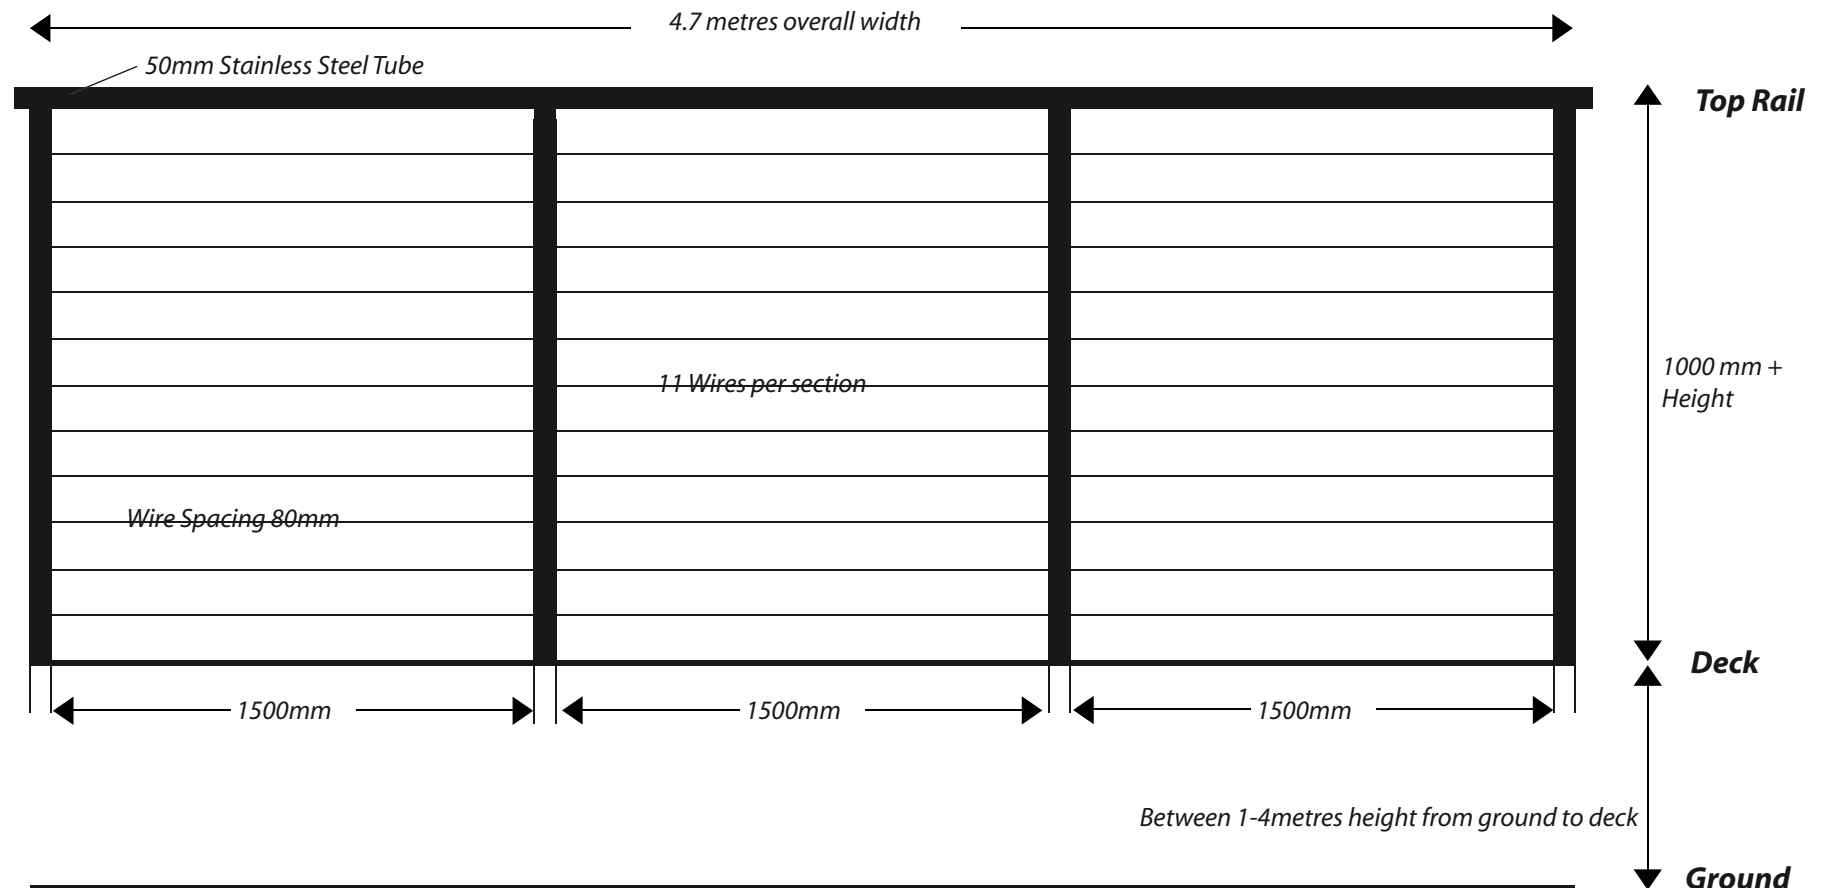 4.7 metres overall width
50mm Stainless Steel Tube
Top Rail
1000 mm +
Height
11 Wires per section
Wire Spacing 80mm
Deck
1500mm
1500mm
1500mm
Between 1-4metres height from ground to deck
Ground